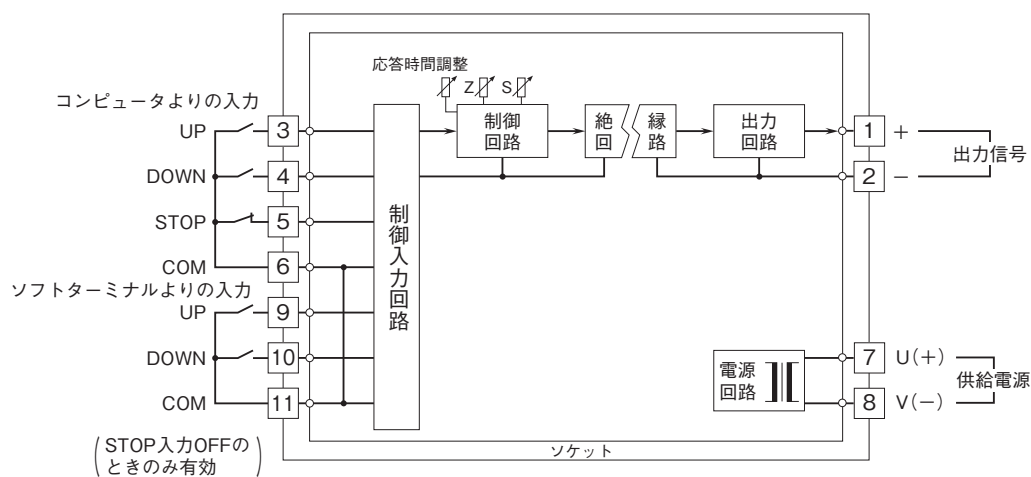 応答時間調整
Z
S
コンピュータよりの入力
UP
3
DOWN
4
STOP
5
COM
6
ソフトターミナルよりの入力
UP
9
DOWN
10
COM
11
(STOP入力OFFの
ときのみ有効)
制御入力回路
制御
回路
絶
回
縁
路
出力
回路
1
+
2
−
出力信号
電源
回路
7
U(+)
8
V(−)
供給電源
ソケット